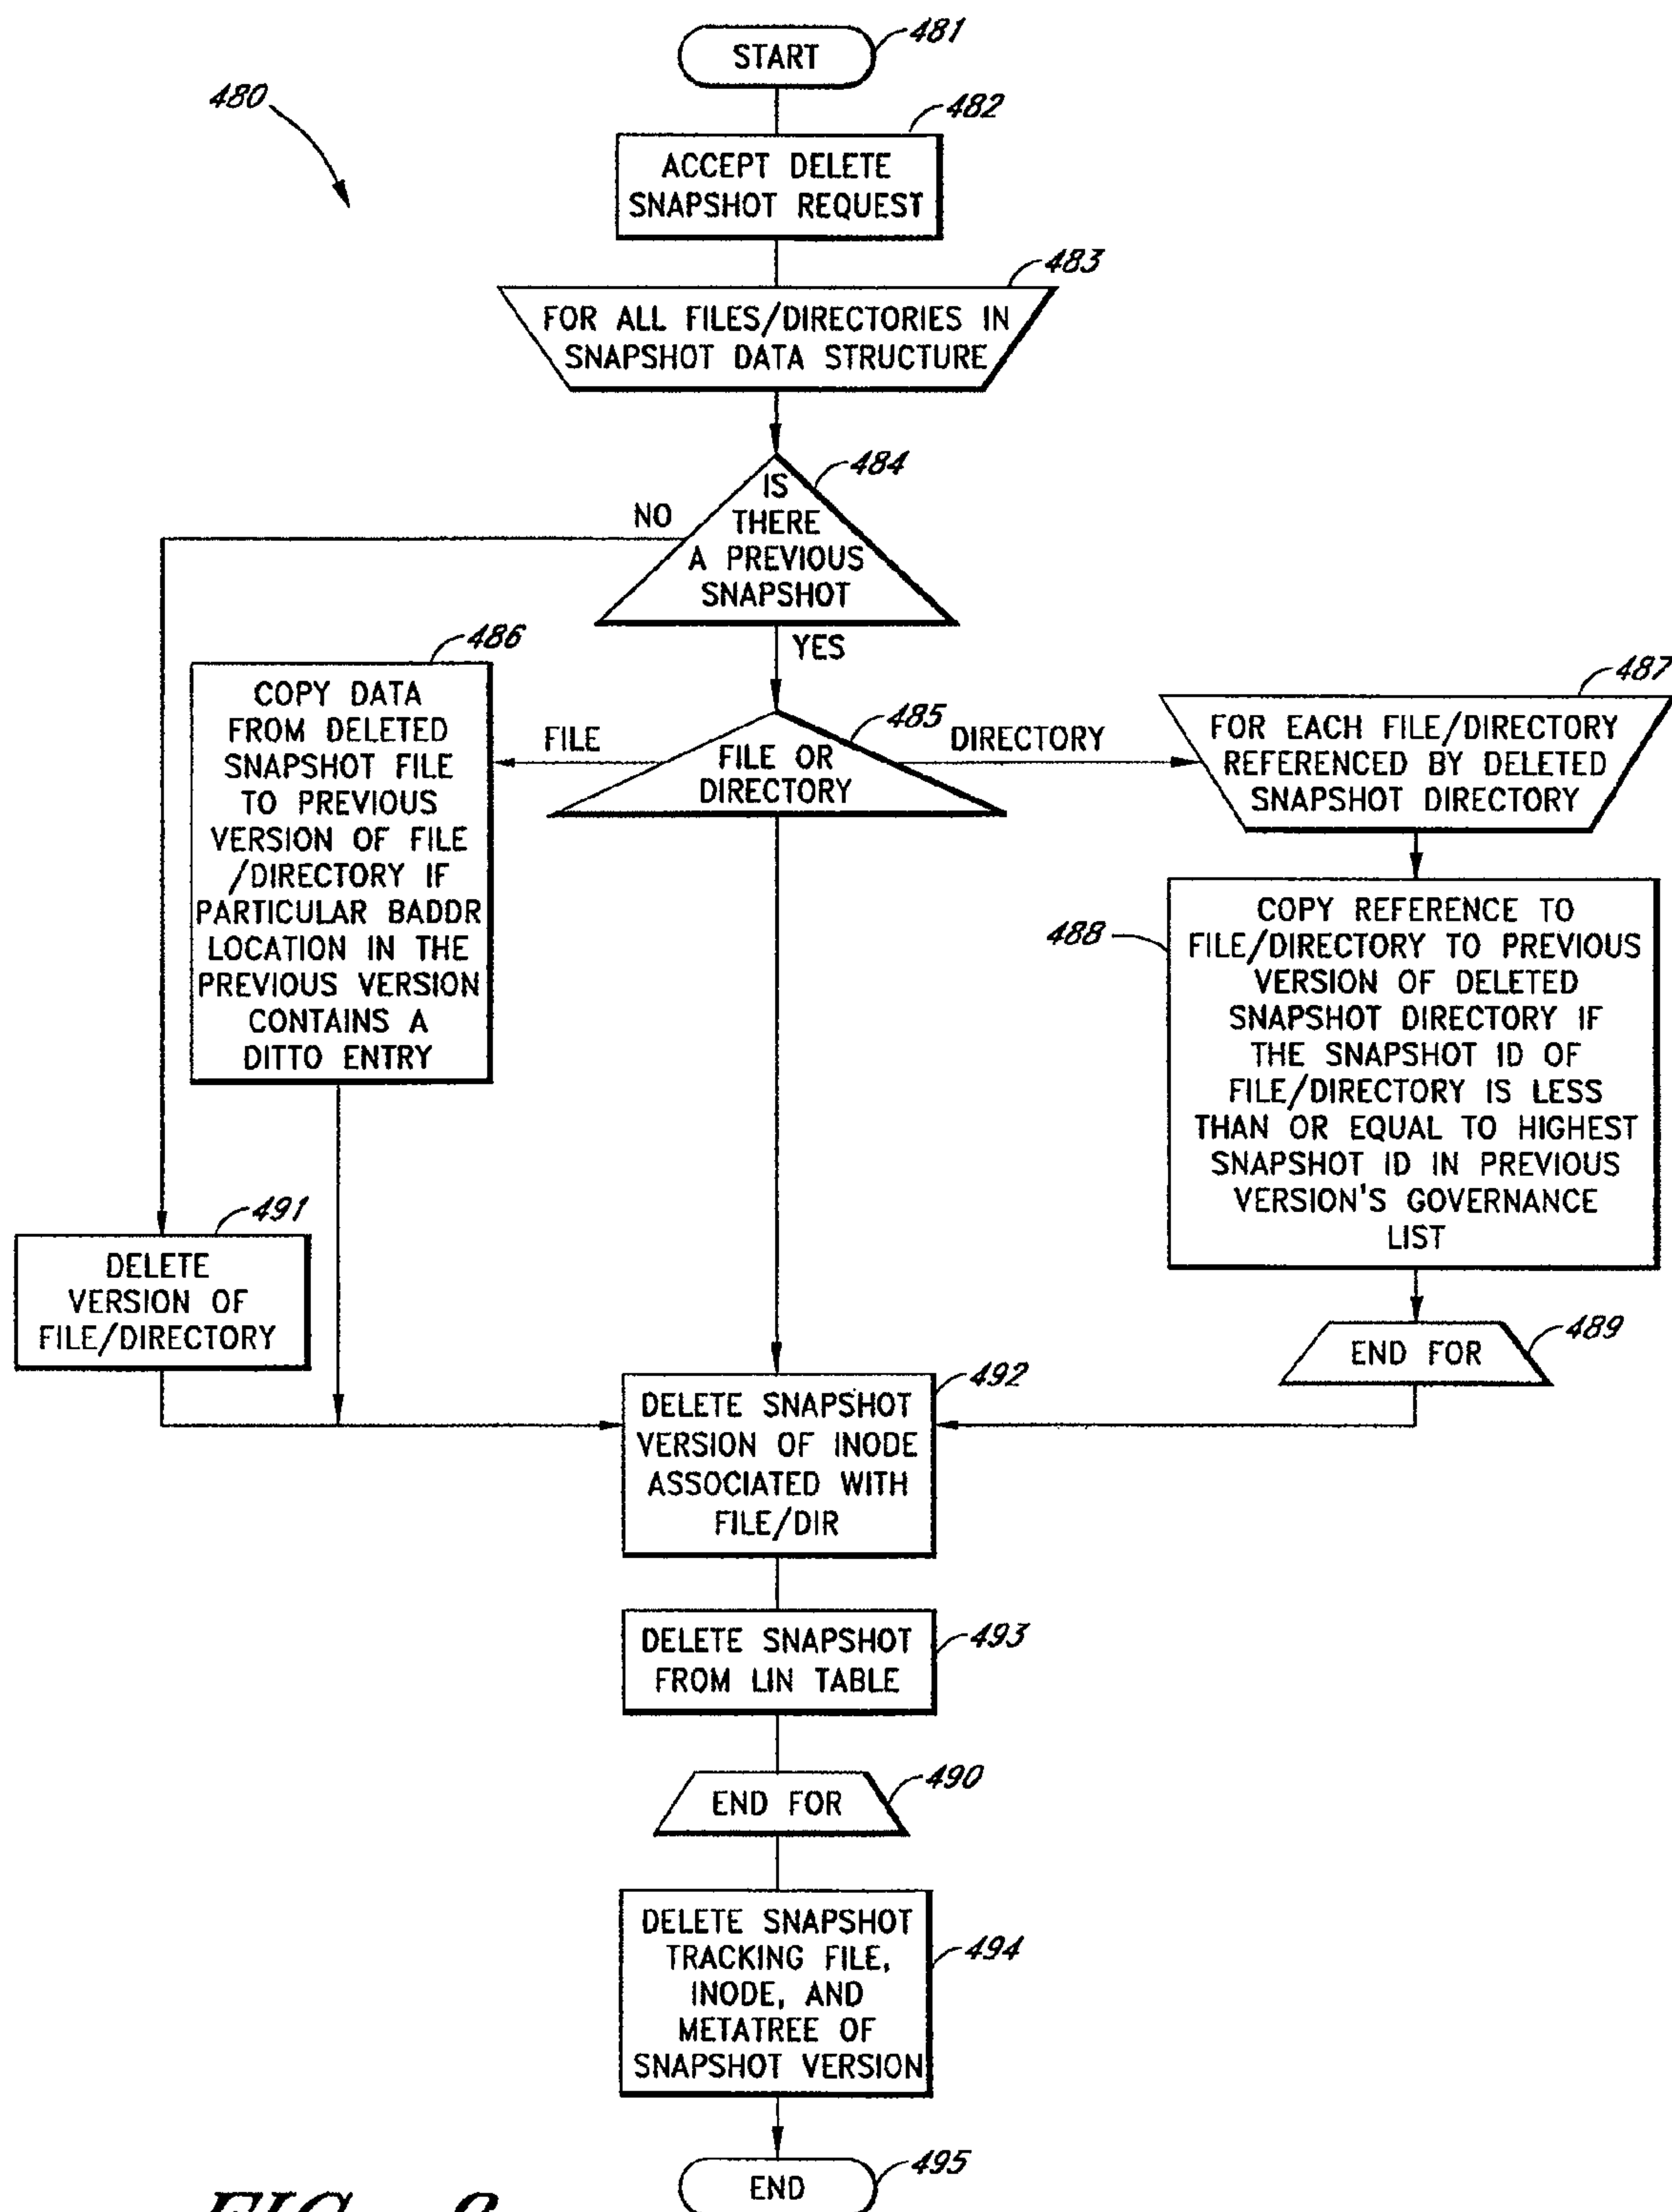 481
START
480
482
ACCEPT DELETE
SNAPSHOT REQUEST
483
FOR ALL FILES/DIRECTORIES IN
SNAPSHOT DATA STRUCTURE
484
IS
THERE
A PREVIOUS
SNAPSHOT
NO
YES
485
FILE OR
DIRECTORY
FILE
DIRECTORY
486
COPY DATA
FROM DELETED
SNAPSHOT FILE
TO PREVIOUS
VERSION OF FILE
/DIRECTORY IF
PARTICULAR BADDR
LOCATION IN THE
PREVIOUS VERSION
CONTAINS A
DITTO ENTRY
487
FOR EACH FILE/DIRECTORY
REFERENCED BY DELETED
SNAPSHOT DIRECTORY
488
COPY REFERENCE TO
FILE/DIRECTORY TO PREVIOUS
VERSION OF DELETED
SNAPSHOT DIRECTORY IF
THE SNAPSHOT ID OF
FILE/DIRECTORY IS LESS
THAN OR EQUAL TO HIGHEST
SNAPSHOT ID IN PREVIOUS
VERSION'S GOVERNANCE
LIST
491
DELETE
VERSION OF
FILE/DIRECTORY
489
END FOR
492
DELETE SNAPSHOT
VERSION OF INODE
ASSOCIATED WITH
FILE/DIR
493
DELETE SNAPSHOT
FROM LIN TABLE
490
END FOR
494
DELETE SNAPSHOT
TRACKING FILE,
INODE, AND
METATREE OF
SNAPSHOT VERSION
495
END